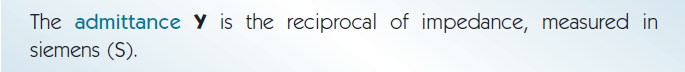 The admittance Y is the reciprocal of impedance, measured in
siemens (S).